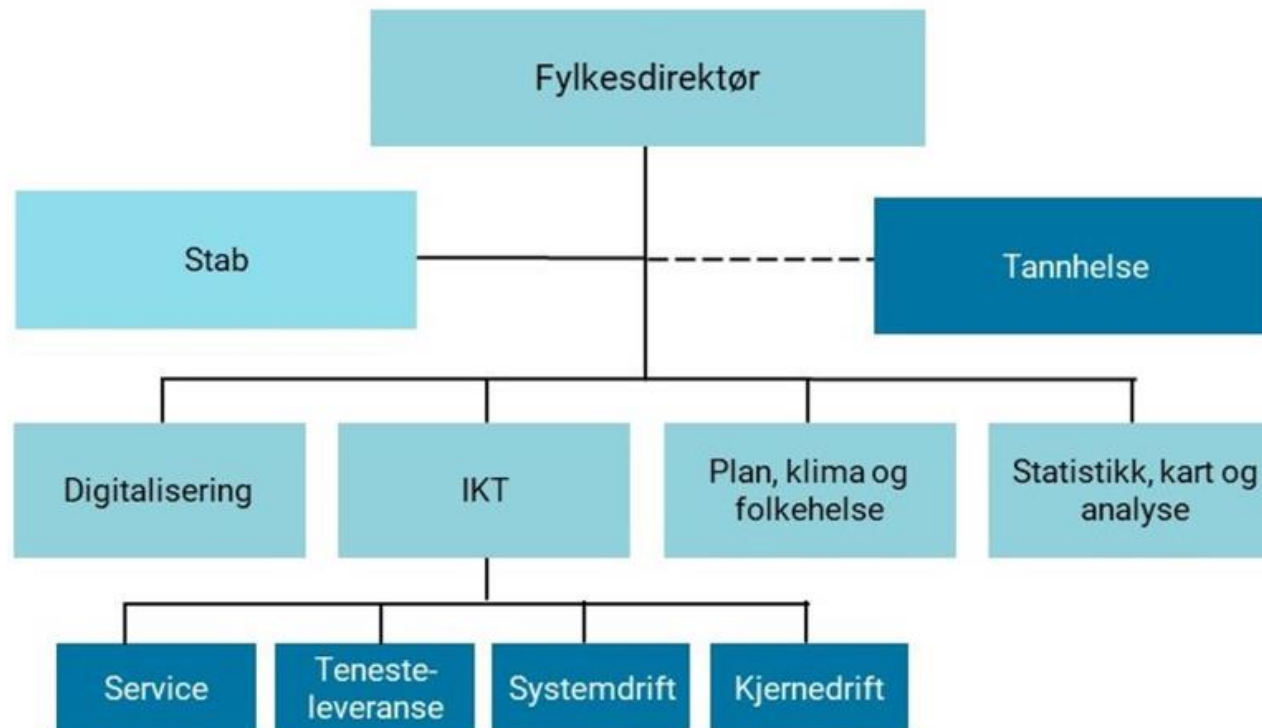 Fylkesdirektør
Stab
Tannhelse
Digitalisering
IKT
Plan, klima og
folkehelse
Statistikk, kart og
analyse
Service
Teneste-
leveranse
Systemdrift
Kjernedrift